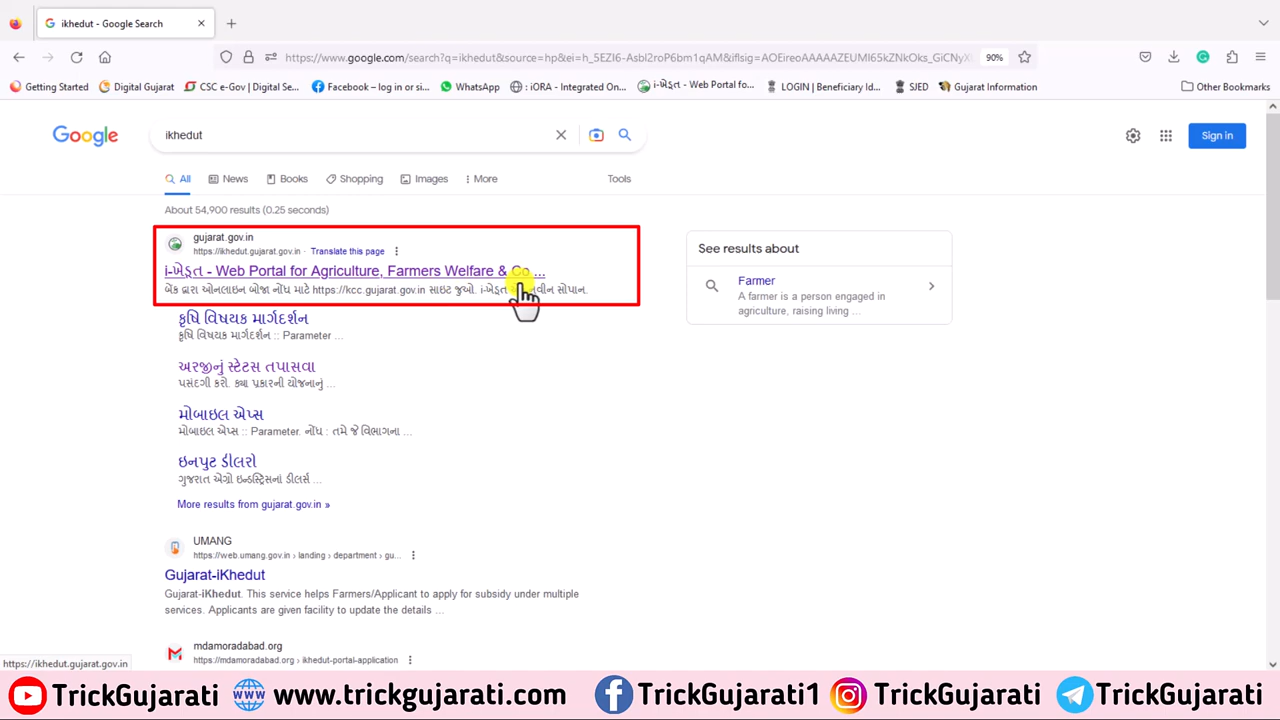 ikhedut - Google Search
https://www.google.com/search?q=ikhedut&source=hp&ei=h_5EZI6-Asbl2roP6bm1qAM&iflsig=AOEireoAAAAAZEUMI65kZNkOks_GiCNyX
90%
Getting Started
Digital Gujarat
CSC e-Gov | Digital Se...
Facebook – log in or si...
WhatsApp
: iORA - Integrated On...
i-ખેડૂત - Web Portal fo...
LOGIN | Beneficiary Id...
SJED
Gujarat Information
Other Bookmarks
Google
ikhedut
Sign in
All
News
Books
Shopping
Images
More
Tools
About 54,900 results (0.25 seconds)
gujarat.gov.in
https://ikhedut.gujarat.gov.in · Translate this page
i-ખેડૂત - Web Portal for Agriculture, Farmers Welfare & Co ...
બેંક દ્વારા ઓનલાઇન બોજા નોંધ માટે https://kcc.gujarat.gov.in સાઇટ જુઓ. i-ખેડૂત નવીન સોપાન.
કૃષિ વિષયક માર્ગદર્શન
કૃષિ વિષયક માર્ગદર્શન :: Parameter ...
અરજીનું સ્ટેટસ તપાસવા
પસંદગી કરો. ક્યા પ્રકારની યોજનાનું ...
મોબાઇલ એપ્સ
મોબાઇલ એપ્સ :: Parameter. નોંધ : તમે જે વિભાગના ...
ઇનપુટ ડીલરો
ગુજરાત એગ્રો ઇન્ડસ્ટ્રિસનાં ડીલર્સ ...
More results from gujarat.gov.in »
See results about
Farmer
A farmer is a person engaged in
agriculture, raising living ...
UMANG
https://web.umang.gov.in › landing › department › gu...
Gujarat-iKhedut
Gujarat-iKhedut. This service helps Farmers/Applicant to apply for subsidy under multiple
services. Applicants are given facility to update the details ...
mdamoradabad.org
https://mdamoradabad.org › ikhedut-portal-application
https://ikhedut.gujarat.gov.in
TrickGujarati
www.trickgujarati.com
TrickGujarati1
TrickGujarati
TrickGujarati